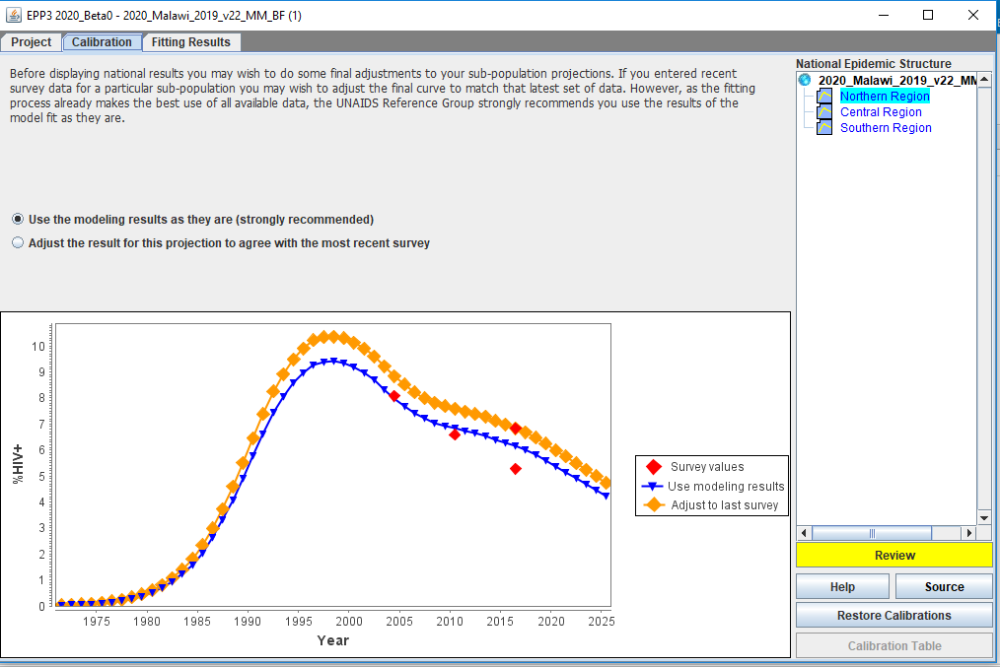 EPP3 2020_Beta0 - 2020_Malawi_2019_v22_MM_BF (1)
Project Calibration Fitting Results
Before displaying national results you may wish to do some final adjustments to your sub-population projections. If you entered recent
survey data for a particular sub-population you may wish to adjust the final curve to match that latest set of data. However, as the fitting
process already makes the best use of all available data, the UNAIDS Reference Group strongly recommends you use the results of the
model fit as they are.
Use the modeling results as they are (strongly recommended)
Adjust the result for this projection to agree with the most recent survey
National Epidemic Structure
2020_Malawi_2019_v22_MM
Northern Region
Central Region
Southern Region
%HIV+
10
9
8
7
6
5
4
3
2
1
0
1975 1980 1985 1990 1995 2000 2005 2010 2015 2020 2025
Year
Survey values
Use modeling results
Adjust to last survey
Review
Help Source
Restore Calibrations
Calibration Table